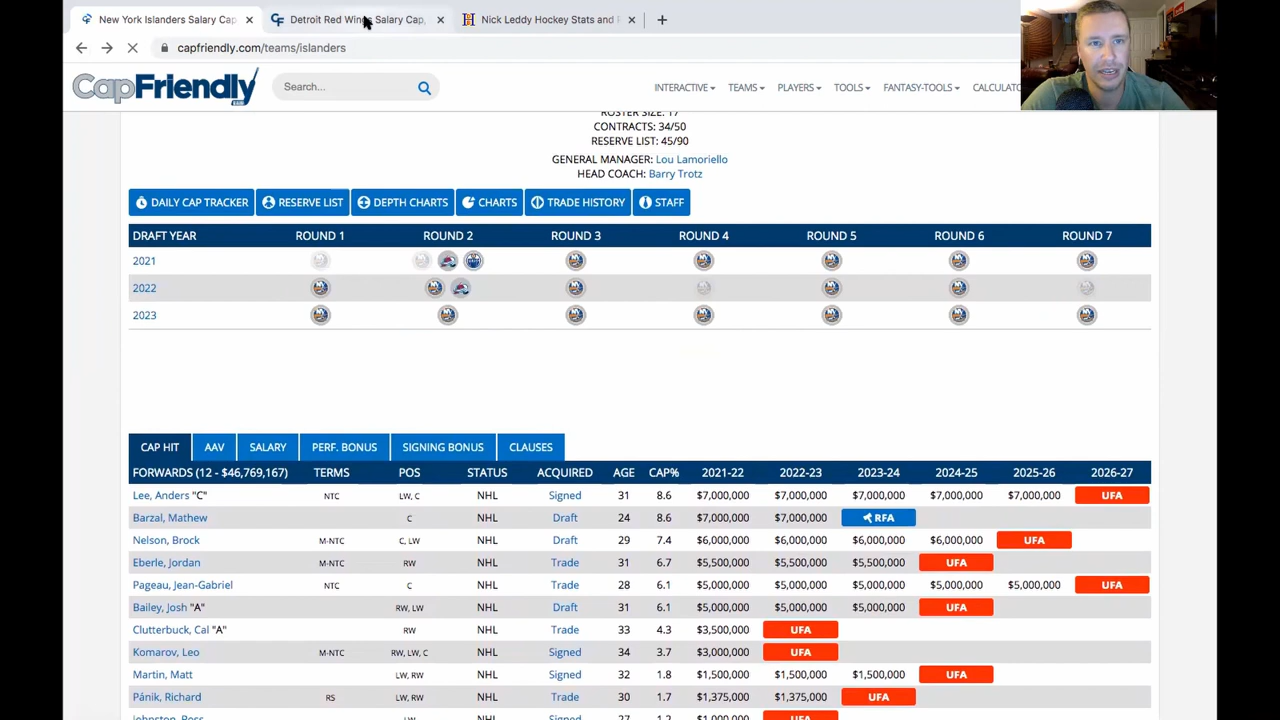 New York Islanders Salary Cap
Detroit Red Wings Salary Cap,
Nick Leddy Hockey Stats and P
capfriendly.com/teams/islanders
CapFriendly
Search...
INTERACTIVE
TEAMS
PLAYERS
TOOLS
FANTASY-TOOLS
ROSTER SIZE: 17
CONTRACTS: 34/50
RESERVE LIST: 45/90
GENERAL MANAGER: Lou Lamoriello
HEAD COACH: Barry Trotz
DAILY CAP TRACKER RESERVE LIST DEPTH CHARTS CHARTS TRADE HISTORY STAFF
DRAFT YEAR ROUND 1 ROUND 2 ROUND 3 ROUND 4 ROUND 5 ROUND 6 ROUND 7
2021
2022
2023
CAP HIT AAV SALARY PERF. BONUS SIGNING BONUS CLAUSES
FORWARDS (12 - $46,769,167) TERMS POS STATUS ACQUIRED AGE CAP% 2021-22 2022-23 2023-24 2024-25 2025-26 2026-27
Lee, Anders "C" NTC LW, C NHL Signed 31 8.6 $7,000,000 $7,000,000 $7,000,000 $7,000,000 $7,000,000 UFA
Barzal, Mathew C NHL Draft 24 8.6 $7,000,000 $7,000,000 RFA
Nelson, Brock M-NTC C, LW NHL Draft 29 7.4 $6,000,000 $6,000,000 $6,000,000 $6,000,000 UFA
Eberle, Jordan M-NTC RW NHL Trade 31 6.7 $5,500,000 $5,500,000 $5,500,000 UFA
Pageau, Jean-Gabriel NTC C NHL Trade 28 6.1 $5,000,000 $5,000,000 $5,000,000 $5,000,000 $5,000,000 UFA
Bailey, Josh "A" RW, LW NHL Draft 31 6.1 $5,000,000 $5,000,000 $5,000,000 UFA
Clutterbuck, Cal "A" RW NHL Trade 33 4.3 $3,500,000 UFA
Komarov, Leo M-NTC RW, LW, C NHL Signed 34 3.7 $3,000,000 UFA
Martin, Matt LW, RW NHL Signed 32 1.8 $1,500,000 $1,500,000 $1,500,000 UFA
Pánik, Richard RS LW, RW NHL Trade 30 1.7 $1,375,000 $1,375,000 UFA